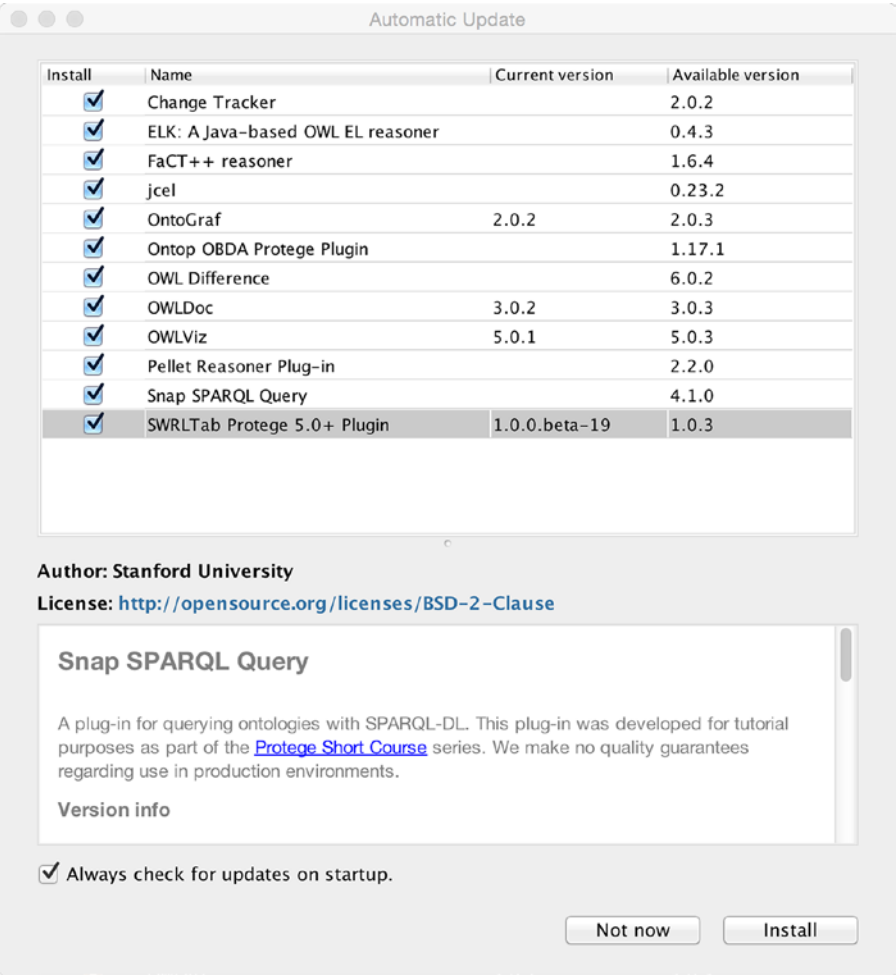 Automatic Update
Install Name Current version Available version
Change Tracker 2.0.2
ELK: A Java-based OWL EL reasoner 0.4.3
FaCT++ reasoner 1.6.4
jcel 0.23.2
OntoGraf 2.0.2 2.0.3
Ontop OBDA Protege Plugin 1.17.1
OWL Difference 6.0.2
OWLDoc 3.0.2 3.0.3
OWLViz 5.0.1 5.0.3
Pellet Reasoner Plug-in 2.2.0
Snap SPARQL Query 4.1.0
SWRLTab Protege 5.0+ Plugin 1.0.0.beta-19 1.0.3
Author: Stanford University
License: http://opensource.org/licenses/BSD-2-Clause
Snap SPARQL Query
A plug-in for querying ontologies with SPARQL-DL. This plug-in was developed for tutorial
purposes as part of the Protege Short Course series. We make no quality guarantees
regarding use in production environments.
Version info
Always check for updates on startup.
Not now Install